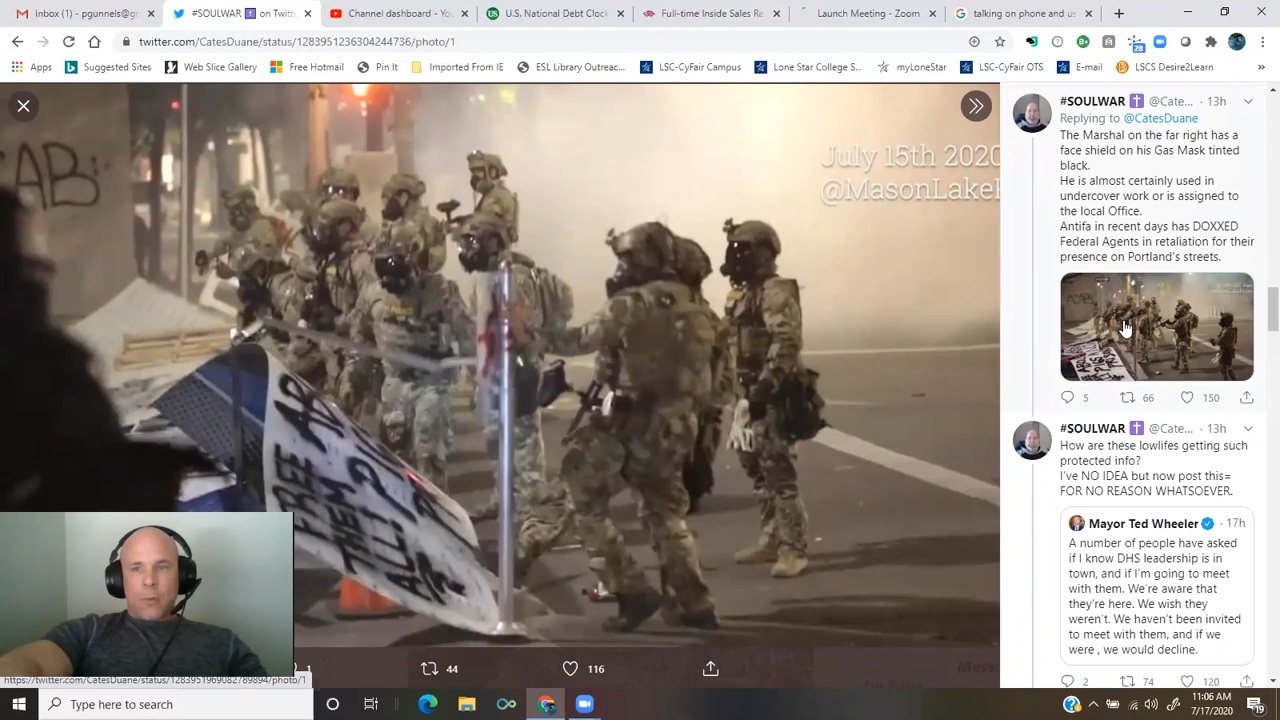 Inbox (1) - pgunnels@g
#SOULWAR ✝ on Twitt
Channel dashboard - Yo
U.S. National Debt Clock
Full-time Inside Sales R
Launch Meeting - Zoom
talking on phone and us
twitter.com/CatesDuane/status/1283951236304244736/photo/1
28
Apps
Suggested Sites
Web Slice Gallery
Free Hotmail
Pin It
Imported From IE
ESL Library Outreac...
LSC-CyFair Campus
Lone Star College S...
myLoneStar
LSC-CyFair OTS
E-mail
LSCS Desire2Learn
ACAB
July 15th 2020
@MasonLake
FREE
THEM
ALL
44
116
https://twitter.com/CatesDuane/status/1283951969082789894/photo/1
#SOULWAR ✝ @Cate... · 13h
Replying to @CatesDuane
The Marshal on the far right has a
face shield on his Gas Mask tinted
black.
He is almost certainly used in
undercover work or is assigned to
the local Office.
Antifa in recent days has DOXXED
Federal Agents in retaliation for their
presence on Portland's streets.
5
66
150
#SOULWAR ✝ @Cate... · 13h
How are these lowlifes getting such
protected info?
I've NO IDEA but now post this=
FOR NO REASON WHATSOEVER.
Mayor Ted Wheeler · 17h
A number of people have asked
if I know DHS leadership is in
town, and if I'm going to meet
with them. We're aware that
they're here. We wish they
weren't. We haven't been invited
to meet with them, and if we
were , we would decline.
2
74
120
Type here to search
11:06 AM
7/17/2020
19